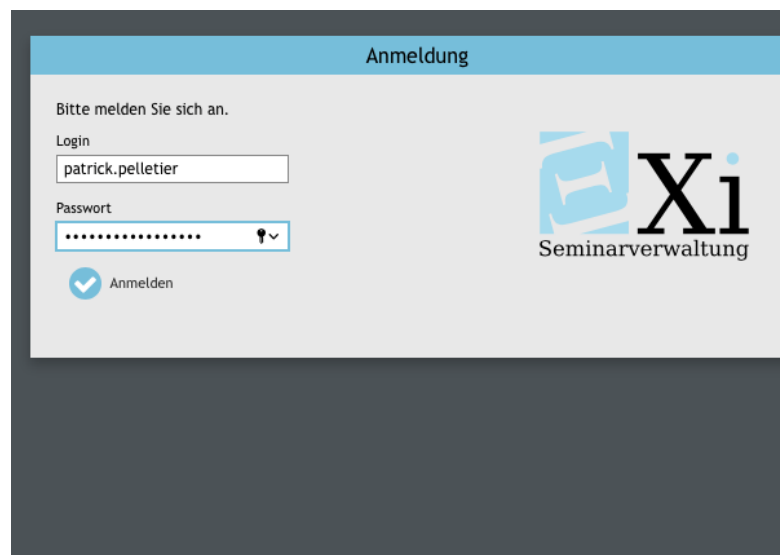 Anmeldung
Bitte melden Sie sich an.
Login
patrick.pelletier
Passwort
•••••••••••••••••
Anmelden
Xi
Seminarverwaltung